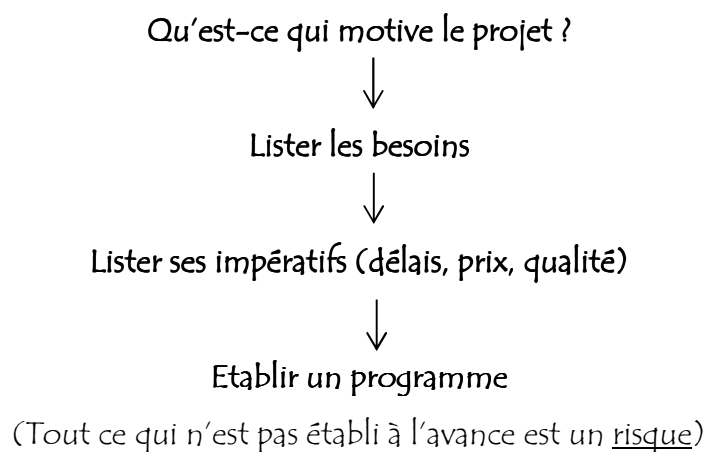 Qu’est-ce qui motive le projet ?
Lister les besoins
Lister ses impératifs (délais, prix, qualité)
Etablir un programme
(Tout ce qui n’est pas établi à l’avance est un risque)